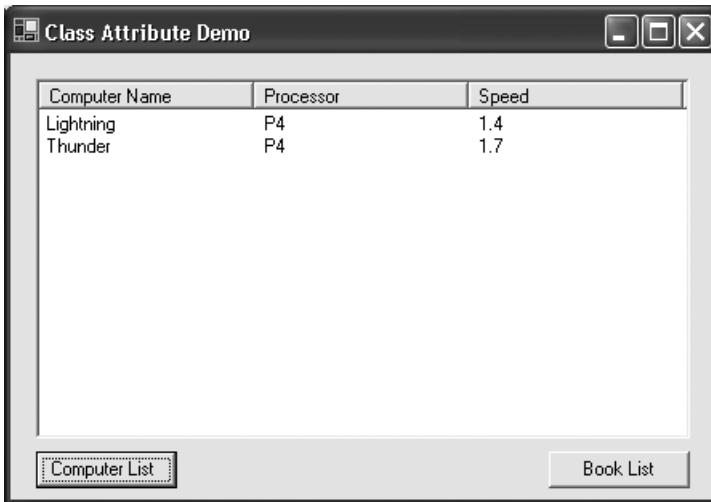 Class Attribute Demo
Computer Name Processor Speed
Lightning P4 1.4
Thunder P4 1.7
Computer List Book List